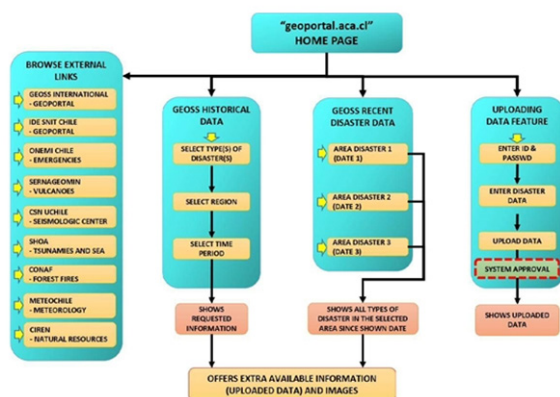 "geoportal.aca.cl"
HOME PAGE
BROWSE EXTERNAL
LINKS
GEOSS INTERNATIONAL
- GEOPORTAL
IDE SNIT CHILE
- GEOPORTAL
ONEMI CHILE
- EMERGENCIES
SERNAGEOMIN
- VULCANOES
CSN UCHILE
- SEISMOLOGIC CENTER
SHOA
- TSUNAMIES AND SEA
CONAF
- FOREST FIRES
METEOCHILE
- METEOROLOGY
CIREN
- NATURAL RESOURCES
GEOSS HISTORICAL
DATA
SELECT TYPE(S) OF
DISASTER(S)
SELECT REGION
SELECT TIME
PERIOD
SHOWS
REQUESTED
INFORMATION
GEOSS RECENT
DISASTER DATA
AREA DISASTER 1
(DATE 1)
AREA DISASTER 2
(DATE 2)
AREA DISASTER 3
(DATE 3)
SHOWS ALL TYPES OF
DISASTER IN THE SELECTED
AREA SINCE SHOWN DATE
UPLOADING
DATA FEATURE
ENTER ID &
PASSWD
ENTER DISASTER
DATA
UPLOAD DATA
SYSTEM APPROVAL
SHOWS UPLOADED
DATA
OFFERS EXTRA AVAILABLE INFORMATION
(UPLOADED DATA) AND IMAGES